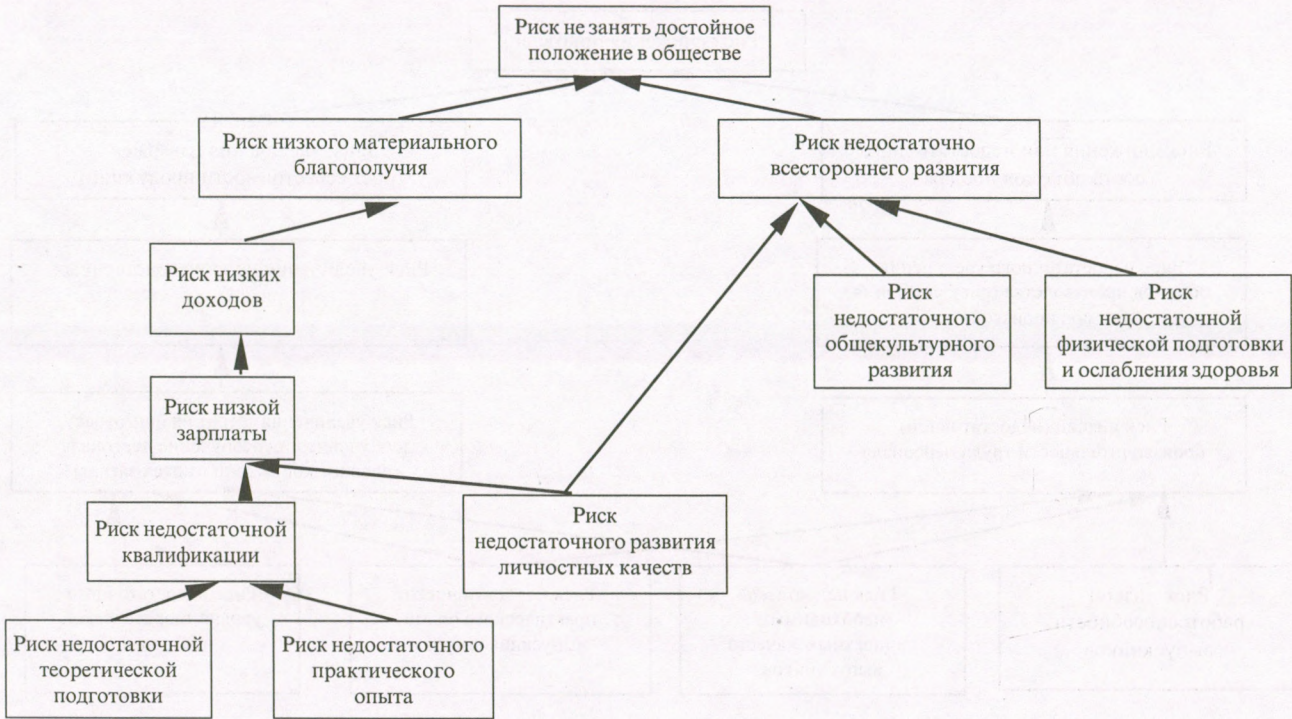 Риск не занять достойное
положение в обществе
Риск низкого материального
благополучия
Риск недостаточно
всестороннего развития
Риск низких
доходов
Риск
недостаточного
общекультурного
развития
Риск
недостаточной
физической подготовки
и ослабления здоровья
Риск низкой
зарплаты
Риск недостаточной
квалификации
Риск
недостаточного развития
личностных качеств
Риск недостаточной
теоретической
подготовки
Риск недостаточного
практического
опыта